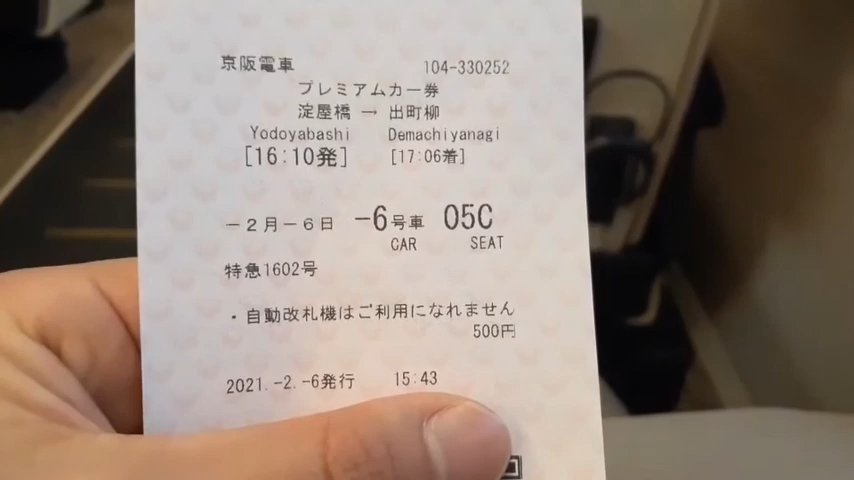 京阪電車 104-330252
プレミアムカー券
淀屋橋 → 出町柳
Yodoyabashi Demachiyanagi
[16:10発] [17:06着]
-2月-6日 -6号車 05C
CAR SEAT
特急1602号
・自動改札機はご利用になれません
500円
2021.-2.-6発行 15:43